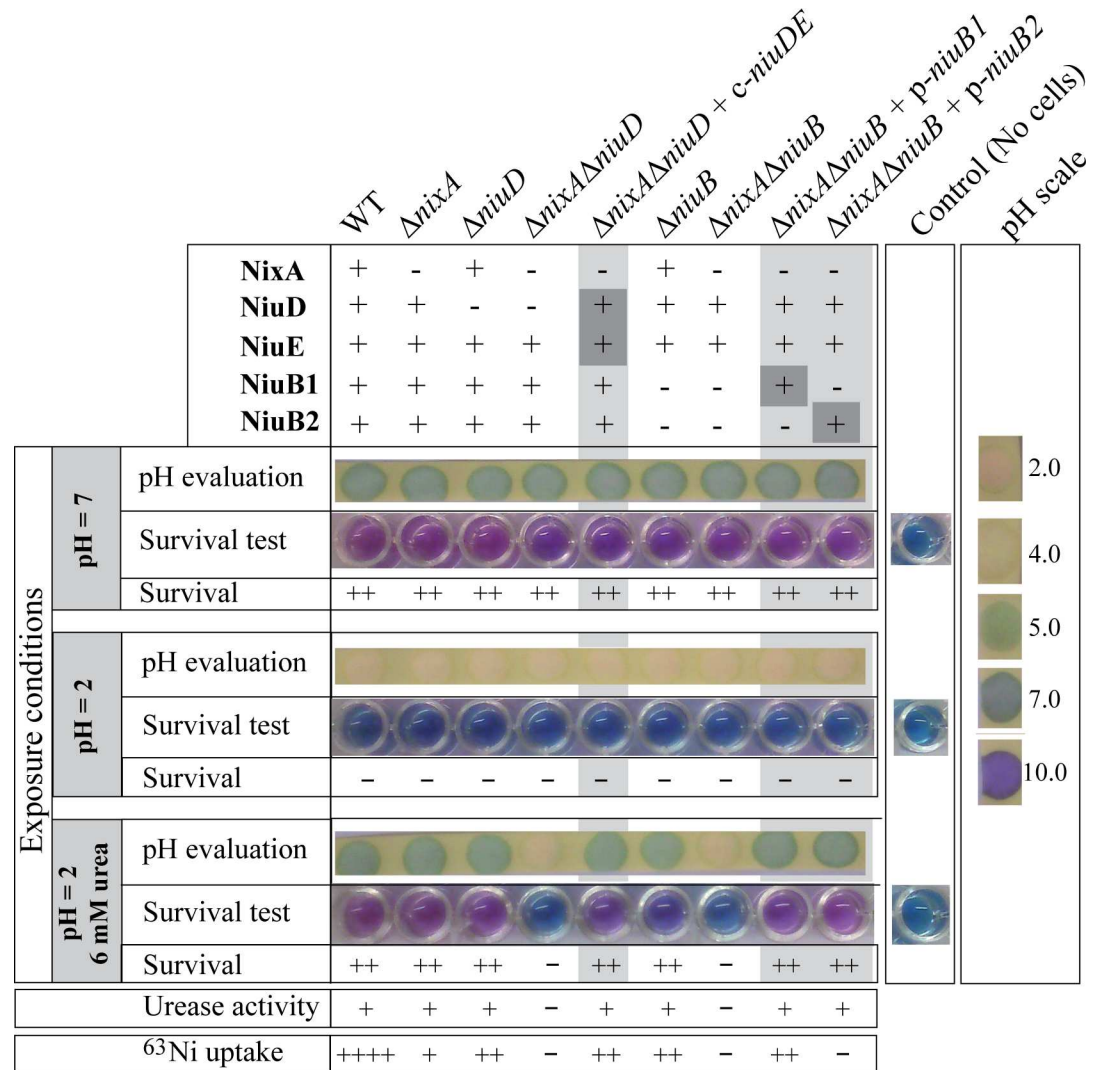 WT
ΔnixA
ΔniuD
ΔnixAΔniuD
ΔnixAΔniuD + c-niuDE
ΔniuB
ΔnixAΔniuB
ΔnixAΔniuB + p-niuB1
ΔnixAΔniuB + p-niuB2
Control (No cells)
pH scale
NixA + - + - - + - - -
NiuD + + - - + + + + +
NiuE + + + + + + + + +
NiuB1 + + + + + - - + -
NiuB2 + + + + + - - - +
Exposure conditions
pH = 7
pH evaluation
Survival test
Survival ++ ++ ++ ++ ++ ++ ++ ++ ++
pH = 2
pH evaluation
Survival test
Survival – – – – – – – – –
pH = 2
6 mM urea
pH evaluation
Survival test
Survival ++ ++ ++ – ++ ++ – ++ ++
Urease activity + + + – + + – + +
63Ni uptake ++++ + ++ – ++ ++ – ++ –
2.0
4.0
5.0
7.0
10.0